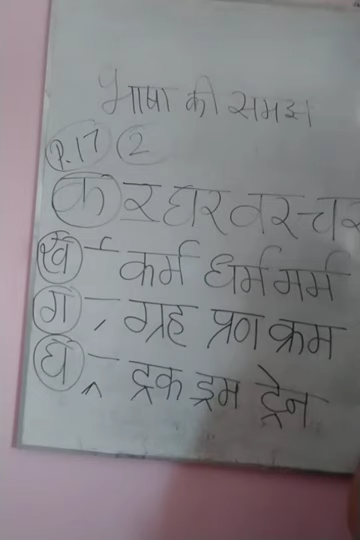 भाषा की समझ
P.17 2
क र घर वर चर
ख र्‍ कर्म धर्म मर्म
ग ्र ग्रह प्रण क्रम
घ ्र ट्रक ड्रम ट्रेन